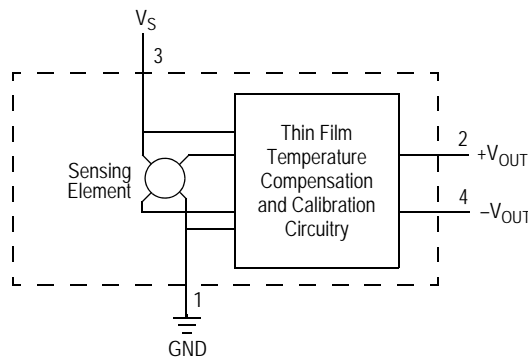 V_S
3
Thin Film
Temperature
Compensation
and Calibration
Circuitry
Sensing
Element
2
+V_OUT
4
–V_OUT
1
GND